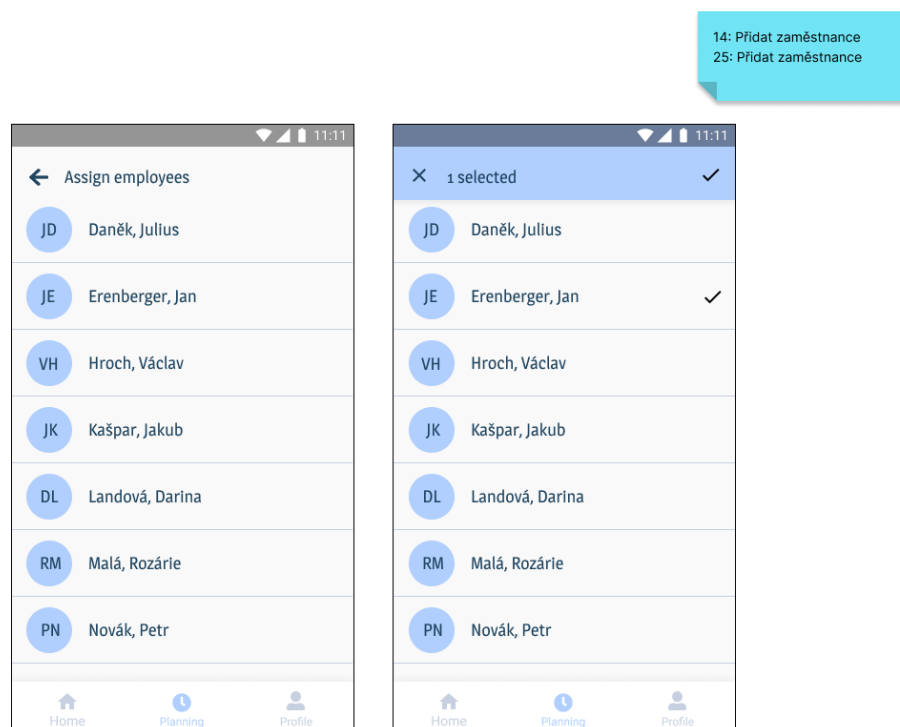 14: Přidat zaměstnance
25: Přidat zaměstnance
11:11
Assign employees
JD Daněk, Julius
JE Erenberger, Jan
VH Hroch, Václav
JK Kašpar, Jakub
DL Landová, Darina
RM Malá, Rozárie
PN Novák, Petr
Home Planning Profile
11:11
1 selected
JD Daněk, Julius
JE Erenberger, Jan
VH Hroch, Václav
JK Kašpar, Jakub
DL Landová, Darina
RM Malá, Rozárie
PN Novák, Petr
Home Planning Profile